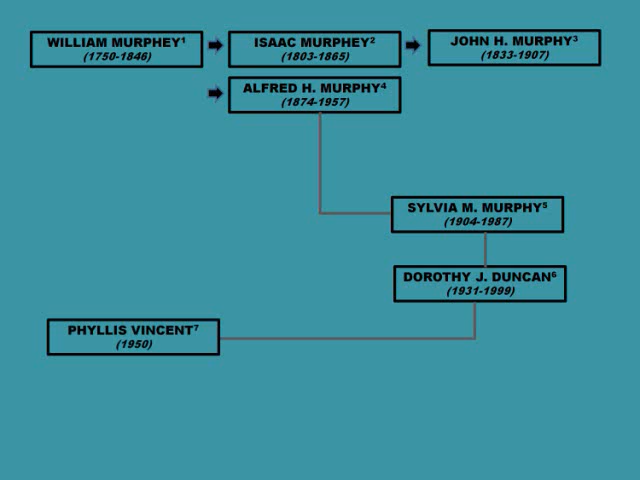 WILLIAM MURPHEY¹
(1750-1846)
ISAAC MURPHEY²
(1803-1865)
JOHN H. MURPHY³
(1833-1907)
ALFRED H. MURPHY⁴
(1874-1957)
SYLVIA M. MURPHY⁵
(1904-1987)
DOROTHY J. DUNCAN⁶
(1931-1999)
PHYLLIS VINCENT⁷
(1950)